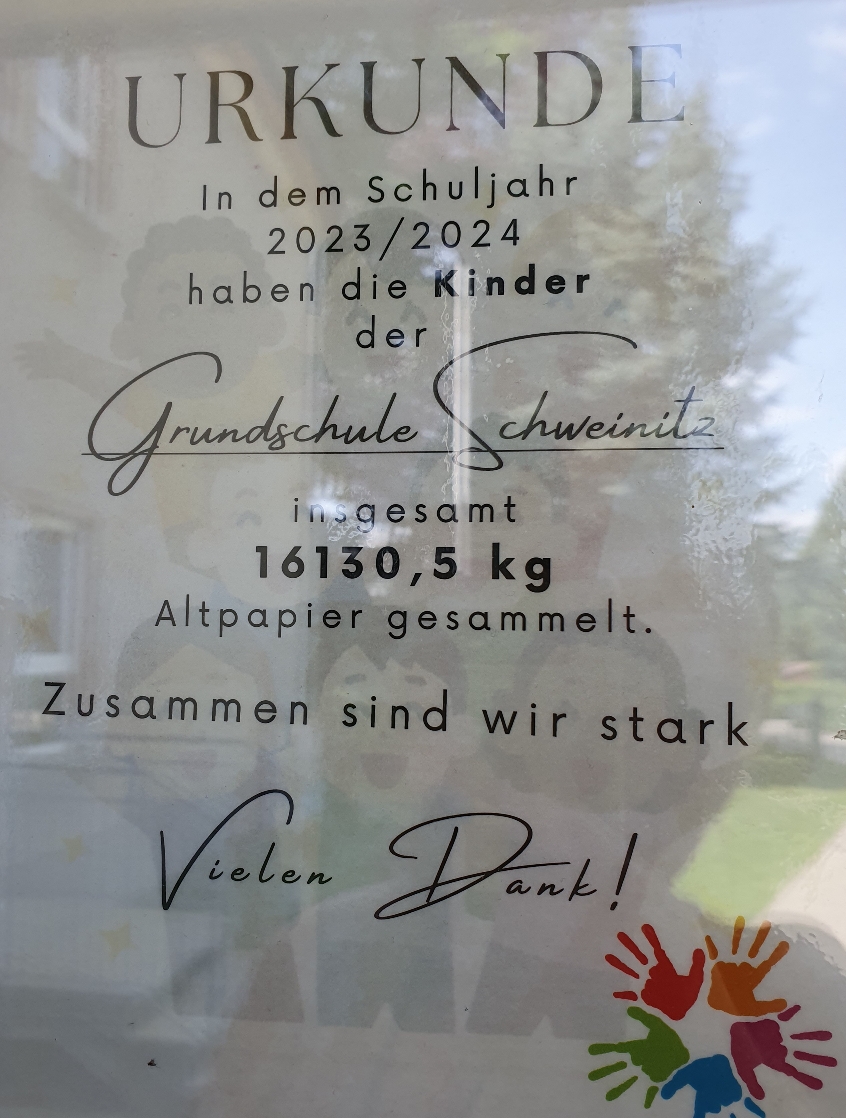 URKUNDE
In dem Schuljahr
2023/2024
haben die Kinder
der
Grundschule Schweinitz
insgesamt
16130,5 kg
Altpapier gesammelt.
Zusammen sind wir stark
Vielen Dank!